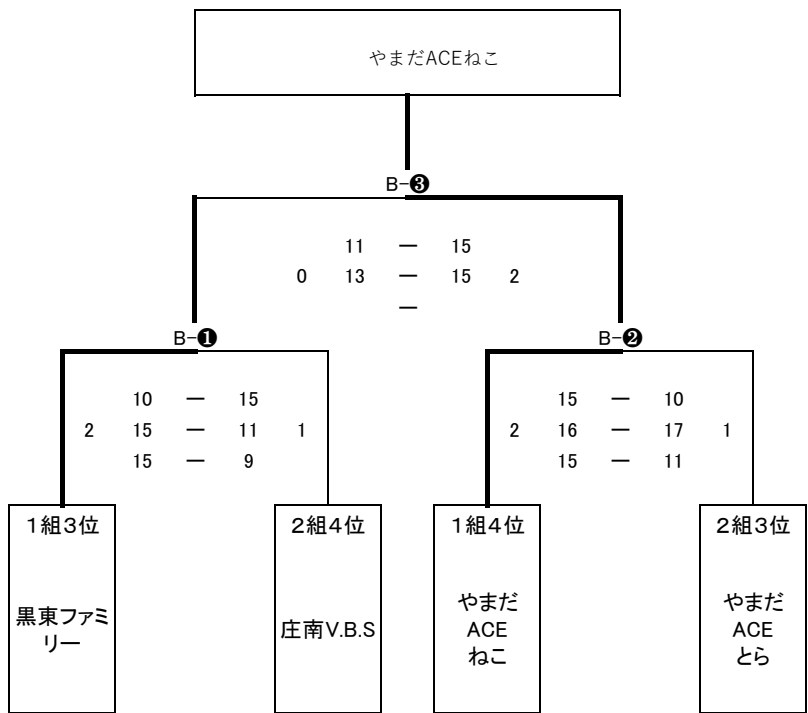 やまだACEねこ
B-❸
11 ー 15
0 13 ー 15 2
ー
B-❶ B-❷
10 ー 15 15 ー 10
2 15 ー 11 1 2 16 ー 17 1
15 ー 9 15 ー 11
1組3位 2組4位 1組4位 2組3位
黒東ファミ
リー
庄南V.B.S
やまだ
ACE
ねこ
やまだ
ACE
とら